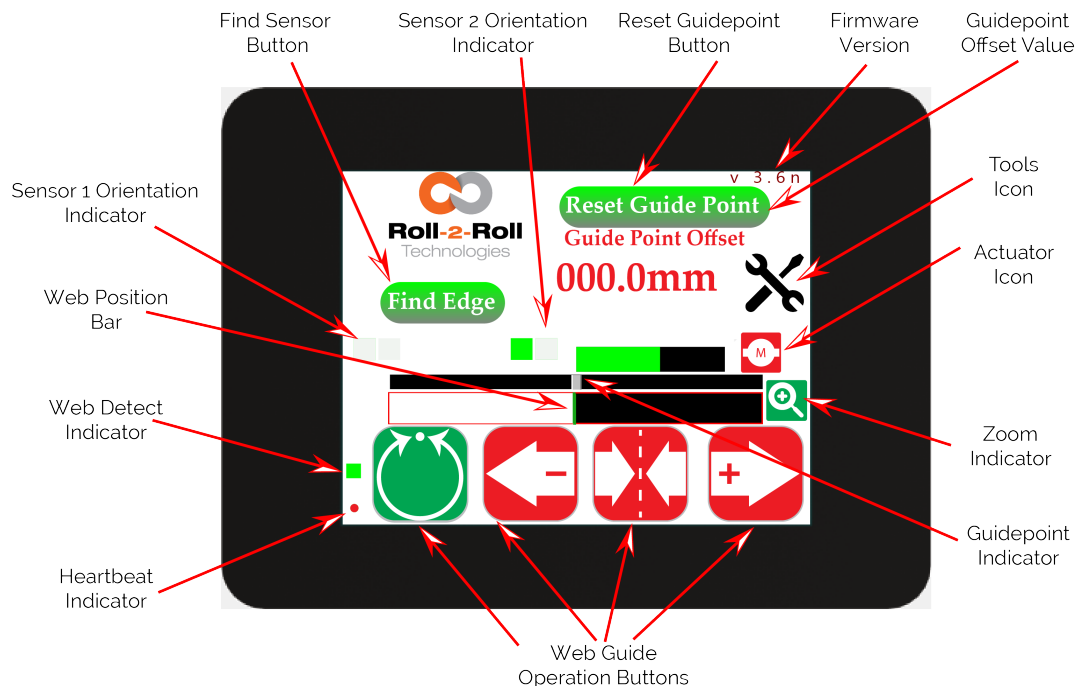 Find Sensor
Button
Sensor 2 Orientation
Indicator
Reset Guidepoint
Button
Firmware
Version
Guidepoint
Offset Value
Sensor 1 Orientation
Indicator
Web Position
Bar
Web Detect
Indicator
Heartbeat
Indicator
v 3.6n
Roll-2-Roll
Technologies
Reset Guide Point
Guide Point Offset
000.0mm
Find Edge
M
−
+
Tools
Icon
Actuator
Icon
Zoom
Indicator
Guidepoint
Indicator
Web Guide
Operation Buttons